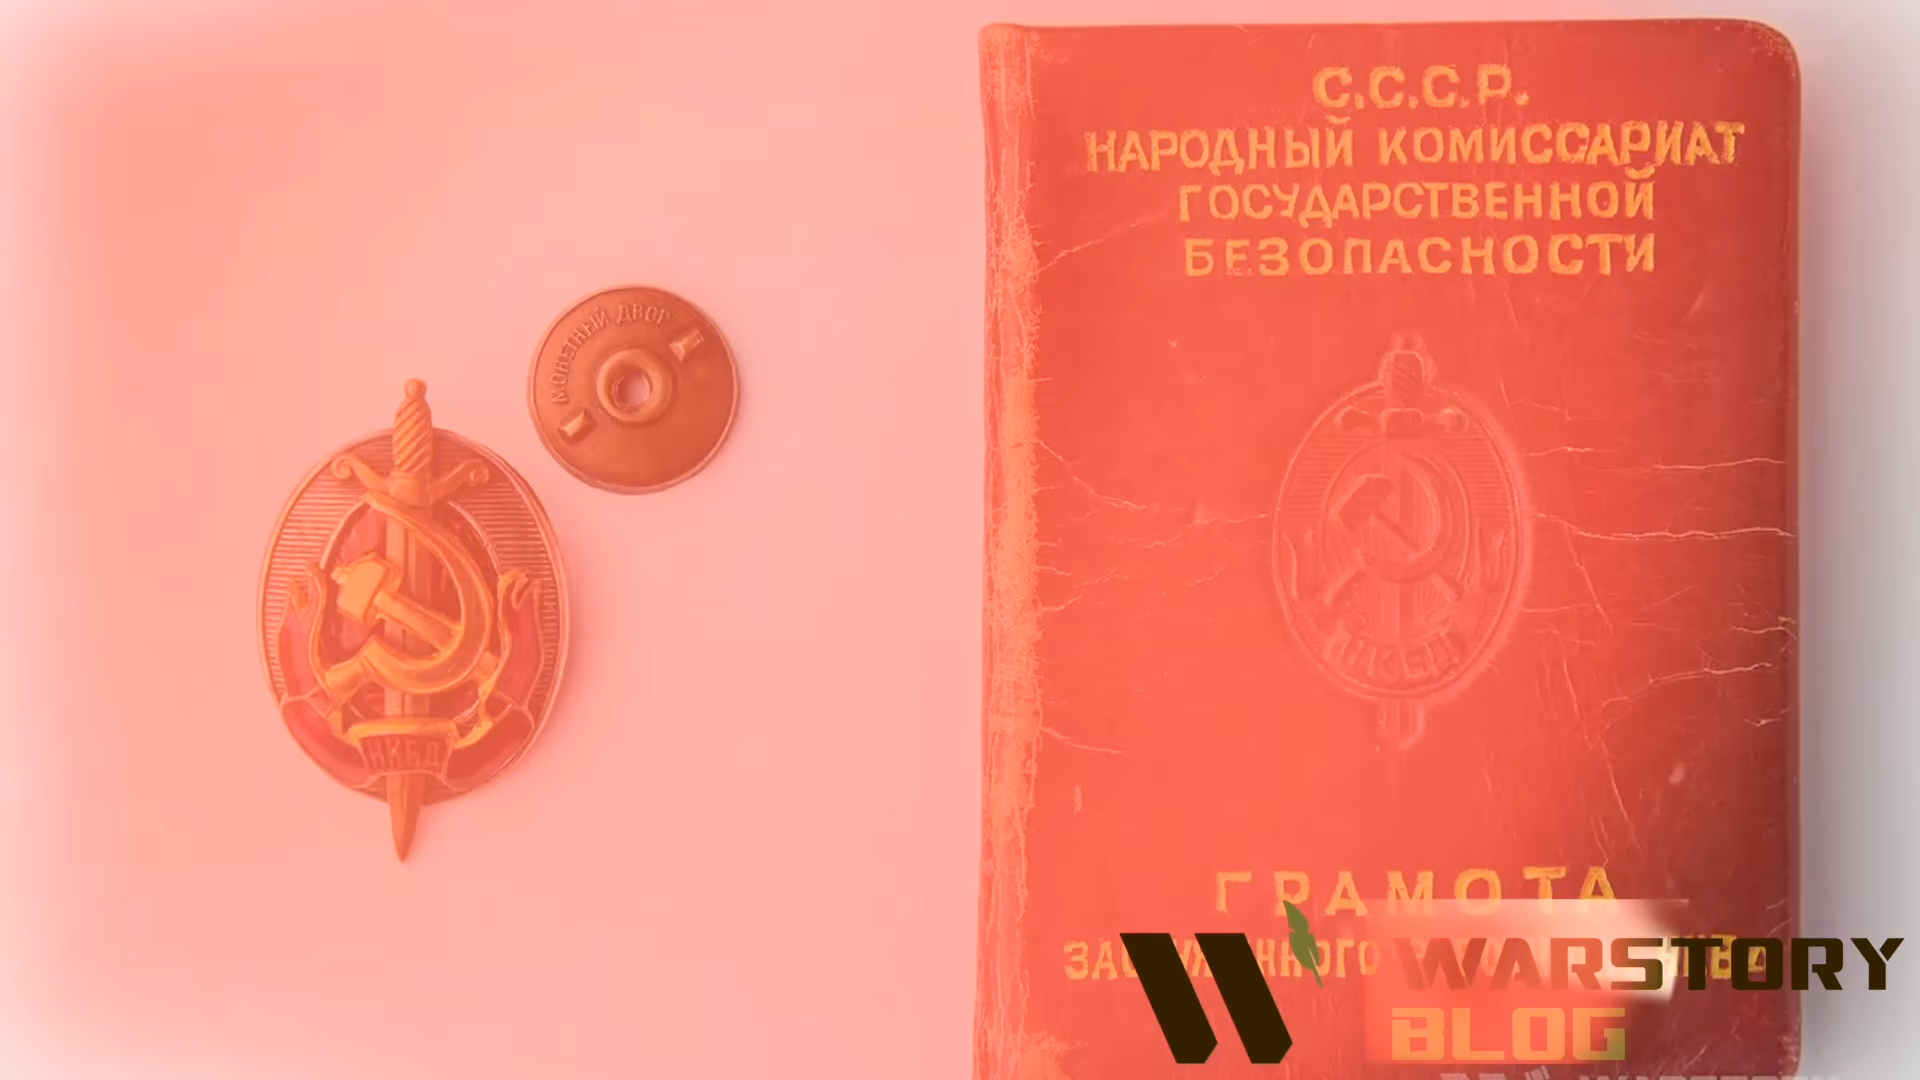 С.С.С.Р.
НАРОДНЫЙ КОМИССАРИАТ
ГОСУДАРСТВЕННОЙ
БЕЗОПАСНОСТИ
МОНЕТНЫЙ ДВОР
НКВД
НКВД
ГРАМОТА
WARSTORY
BLOG